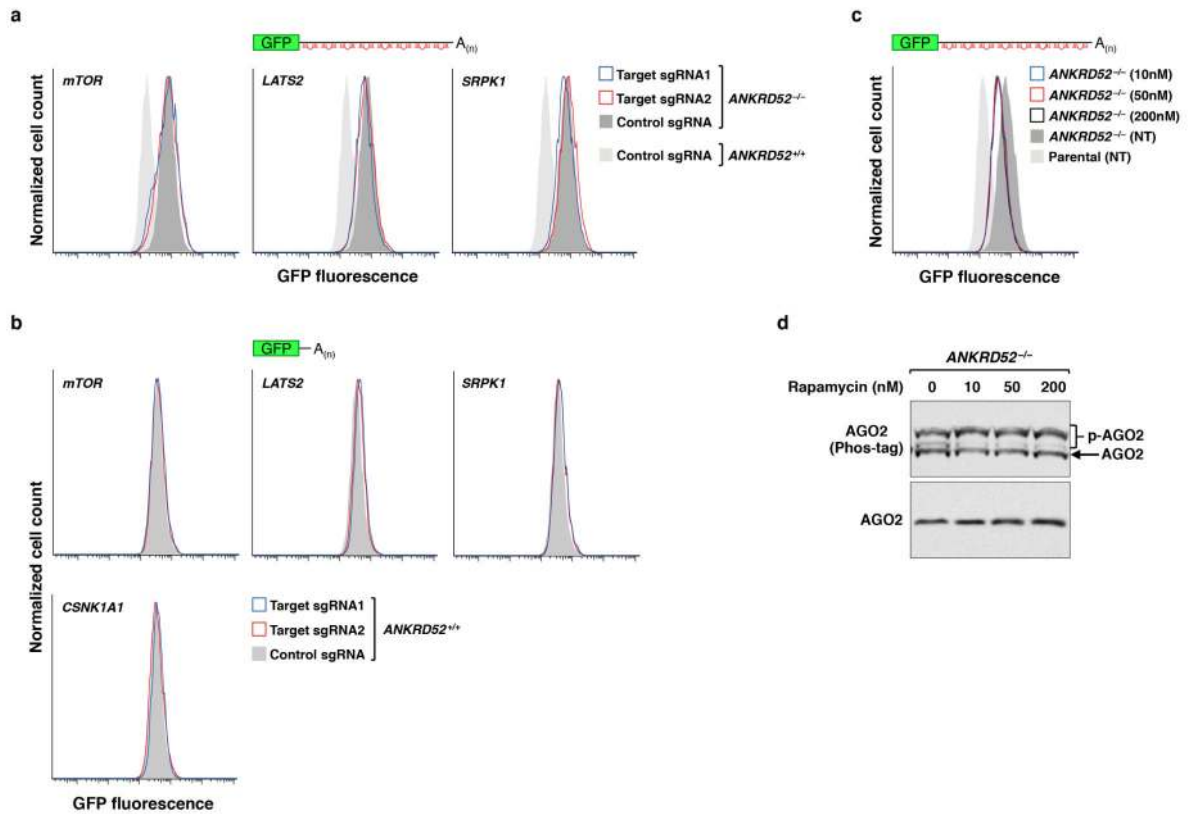 a
GFP
A(n)
mTOR
LATS2
SRPK1
Normalized cell count
GFP fluorescence
Target sgRNA1
Target sgRNA2
Control sgRNA
ANKRD52–/–
Control sgRNA
ANKRD52+/+
b
GFP
A(n)
mTOR
LATS2
SRPK1
CSNK1A1
Normalized cell count
GFP fluorescence
Target sgRNA1
Target sgRNA2
Control sgRNA
ANKRD52+/+
c
GFP
A(n)
Normalized cell count
GFP fluorescence
ANKRD52–/– (10nM)
ANKRD52–/– (50nM)
ANKRD52–/– (200nM)
ANKRD52–/– (NT)
Parental (NT)
d
ANKRD52–/–
Rapamycin (nM) 0 10 50 200
AGO2
(Phos-tag)
p-AGO2
AGO2
AGO2